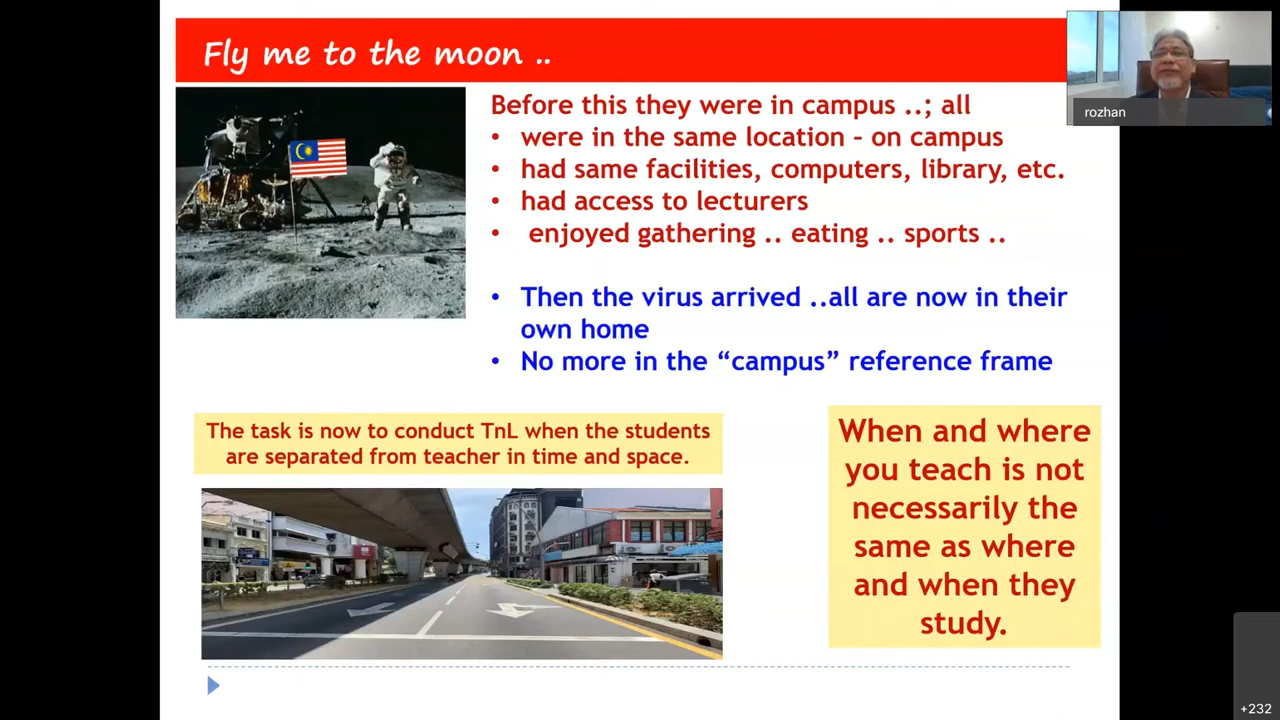 Fly me to the moon ..
rozhan
Before this they were in campus ..; all
• were in the same location – on campus
• had same facilities, computers, library, etc.
• had access to lecturers
• enjoyed gathering .. eating .. sports ..
• Then the virus arrived ..all are now in their
own home
• No more in the “campus” reference frame
The task is now to conduct TnL when the students
are separated from teacher in time and space.
When and where
you teach is not
necessarily the
same as where
and when they
study.
+232